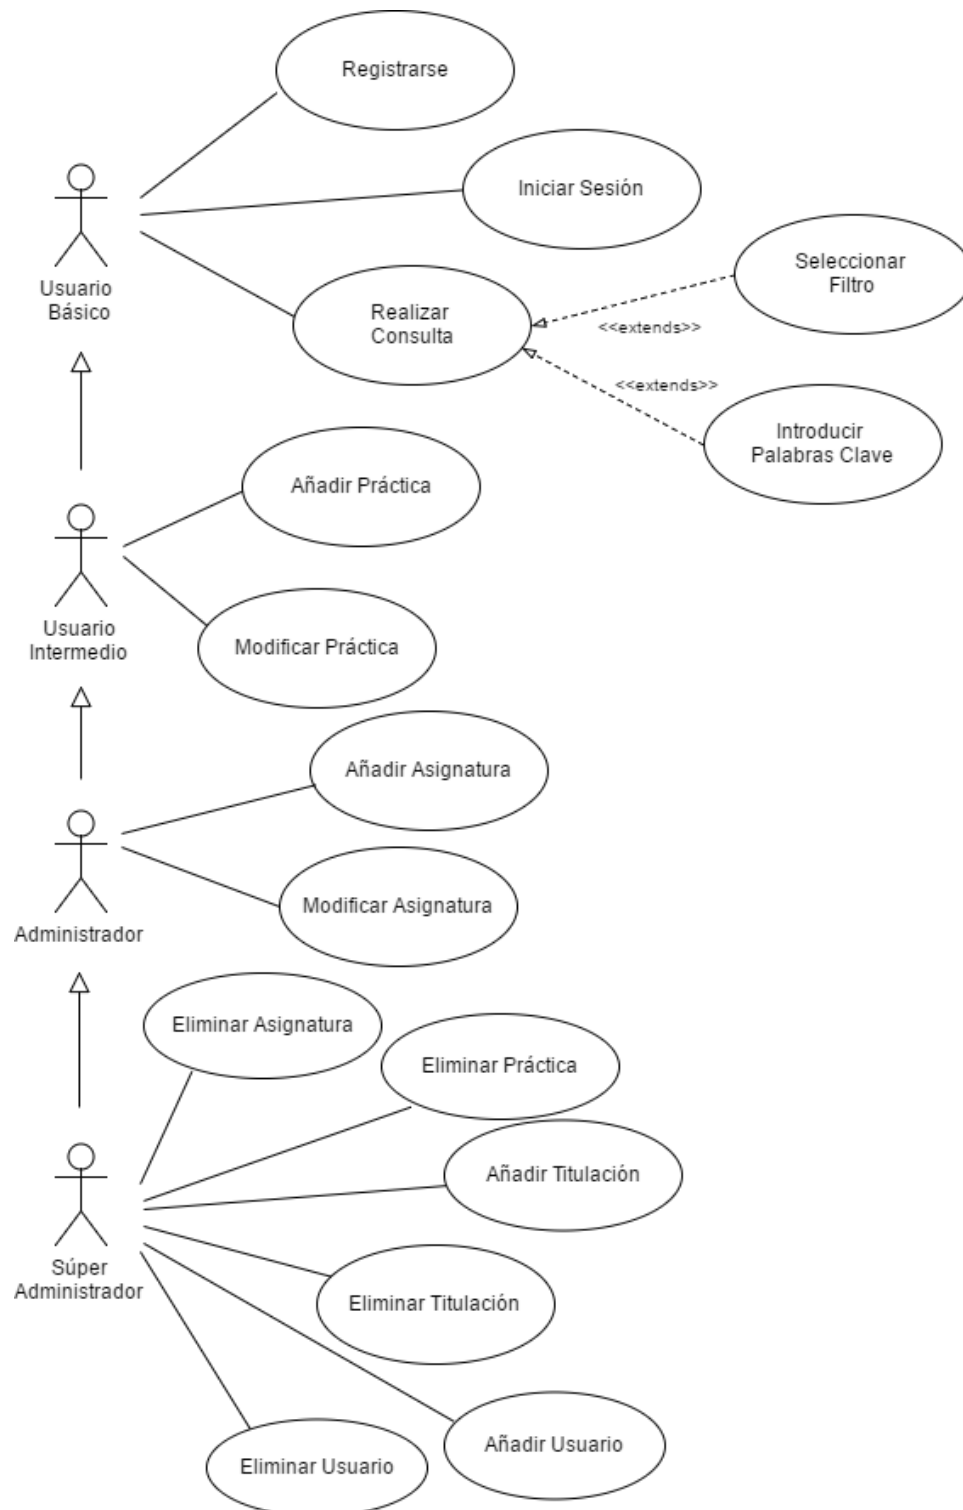 Registrarse
Iniciar Sesión
Usuario
Básico
Realizar
Consulta
Seleccionar
Filtro
<<extends>>
<<extends>>
Introducir
Palabras Clave
Añadir Práctica
Usuario
Intermedio
Modificar Práctica
Añadir Asignatura
Modificar Asignatura
Administrador
Eliminar Asignatura
Eliminar Práctica
Añadir Titulación
Súper
Administrador
Eliminar Titulación
Añadir Usuario
Eliminar Usuario